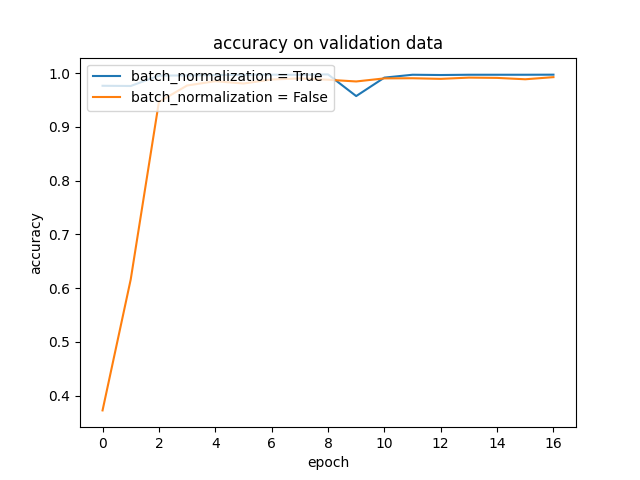 accuracy on validation data
batch_normalization = True
batch_normalization = False
accuracy
1.0
0.9
0.8
0.7
0.6
0.5
0.4
0 2 4 6 8 10 12 14 16
epoch